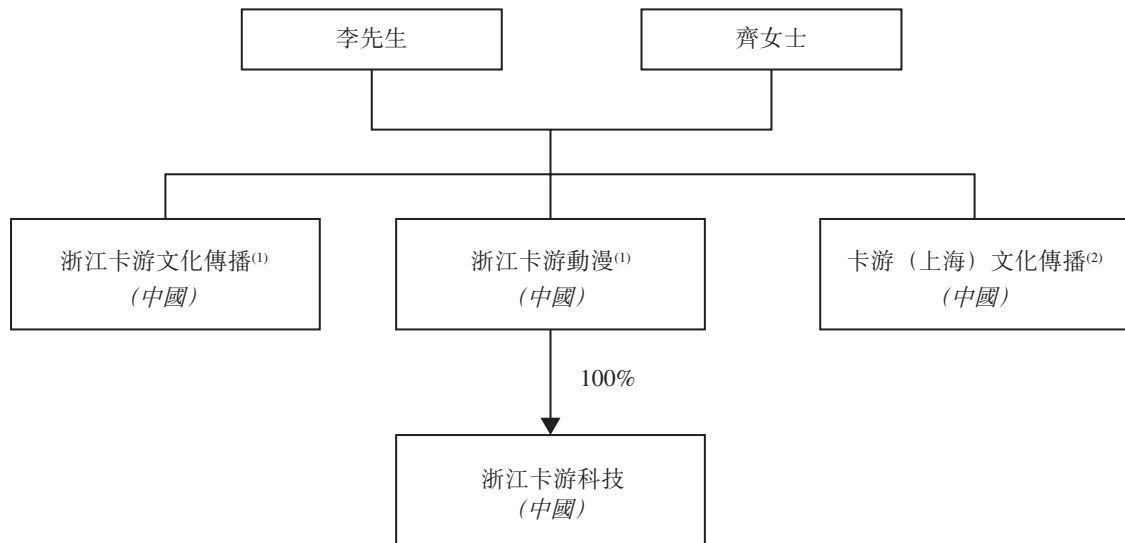 李先生
齊女士
浙江卡游文化傳播(1)
(中國)
浙江卡游動漫(1)
(中國)
卡游（上海）文化傳播(2)
(中國)
100%
浙江卡游科技
(中國)